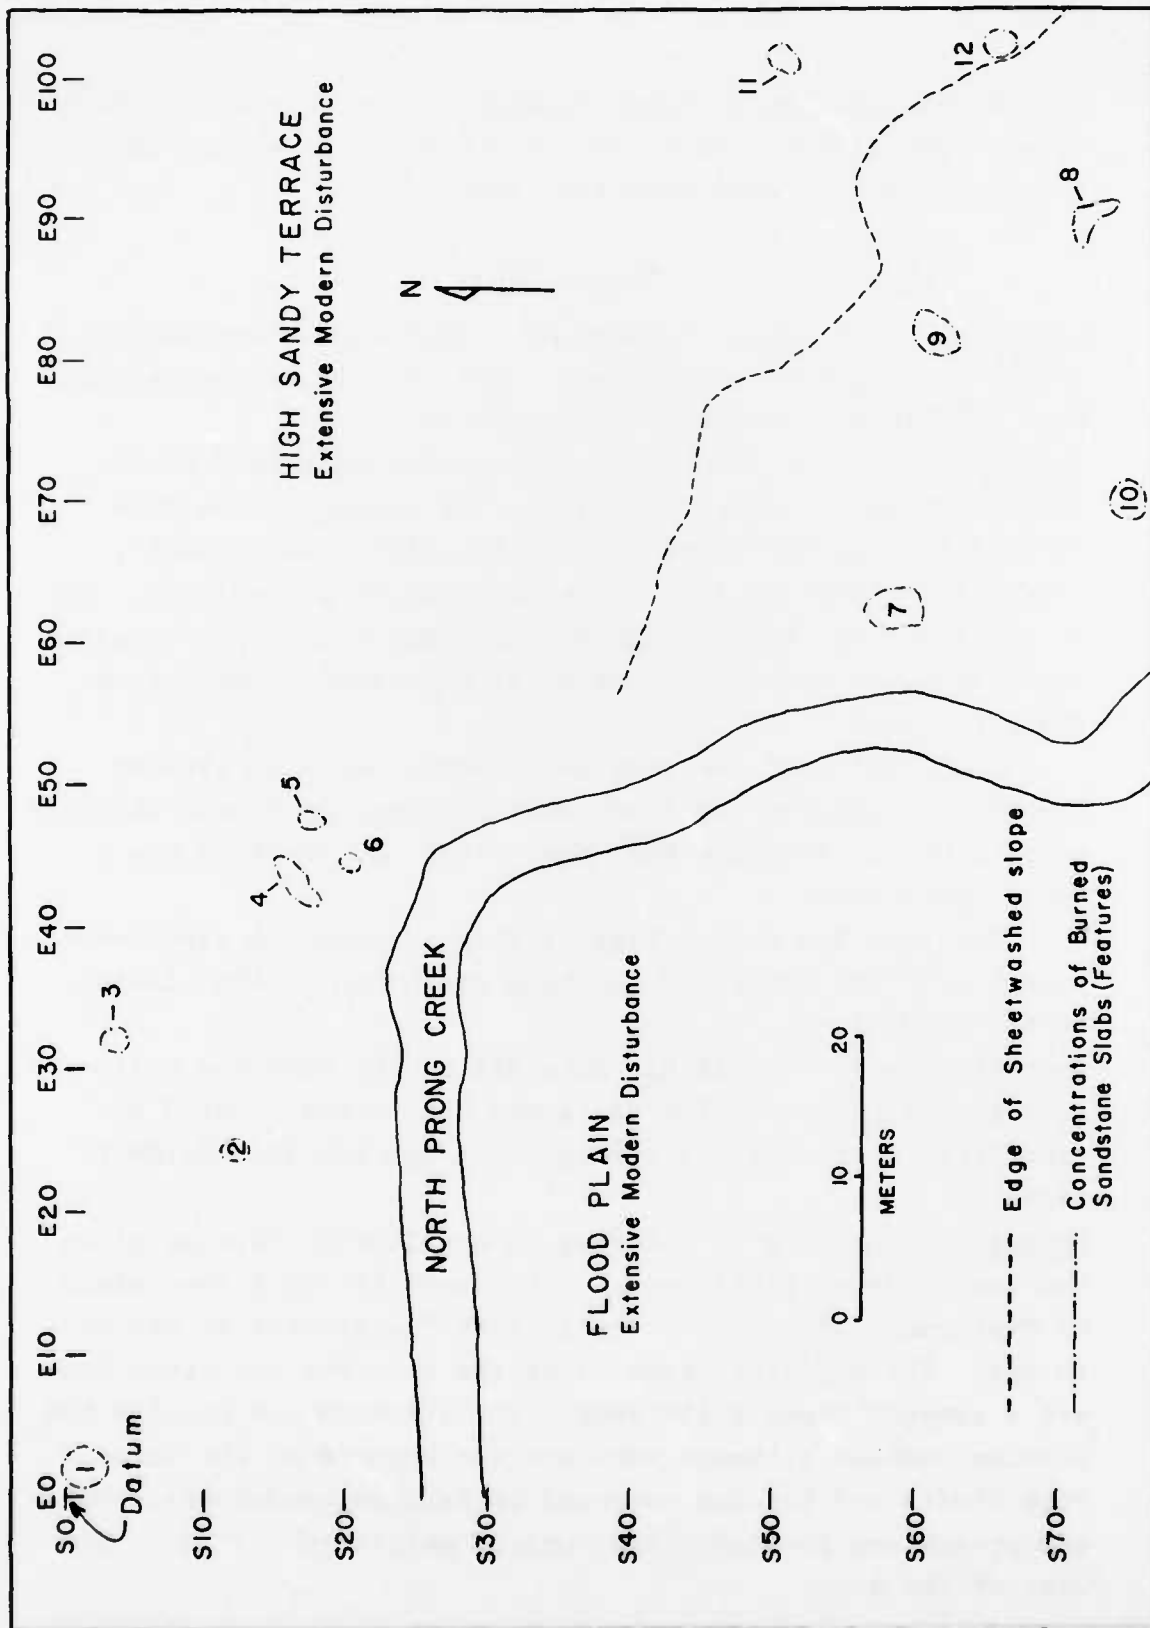 E0
E10
E20
E30
E40
E50
E60
E70
E80
E90
E100
S0
S10
S20
S30
S40
S50
S60
S70
Datum
1
2
3
4
5
6
7
8
9
10
11
12
HIGH SANDY TERRACE
Extensive Modern Disturbance
N
NORTH PRONG CREEK
FLOOD PLAIN
Extensive Modern Disturbance
0 10 20
METERS
Edge of Sheetwashed slope
Concentrations of Burned
Sandstane Slabs (Features)